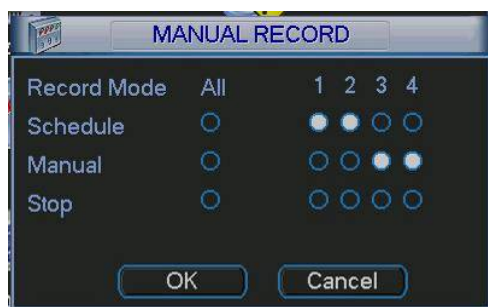 MANUAL RECORD
Record Mode All 1 2 3 4
Schedule
Manual
Stop
OK Cancel